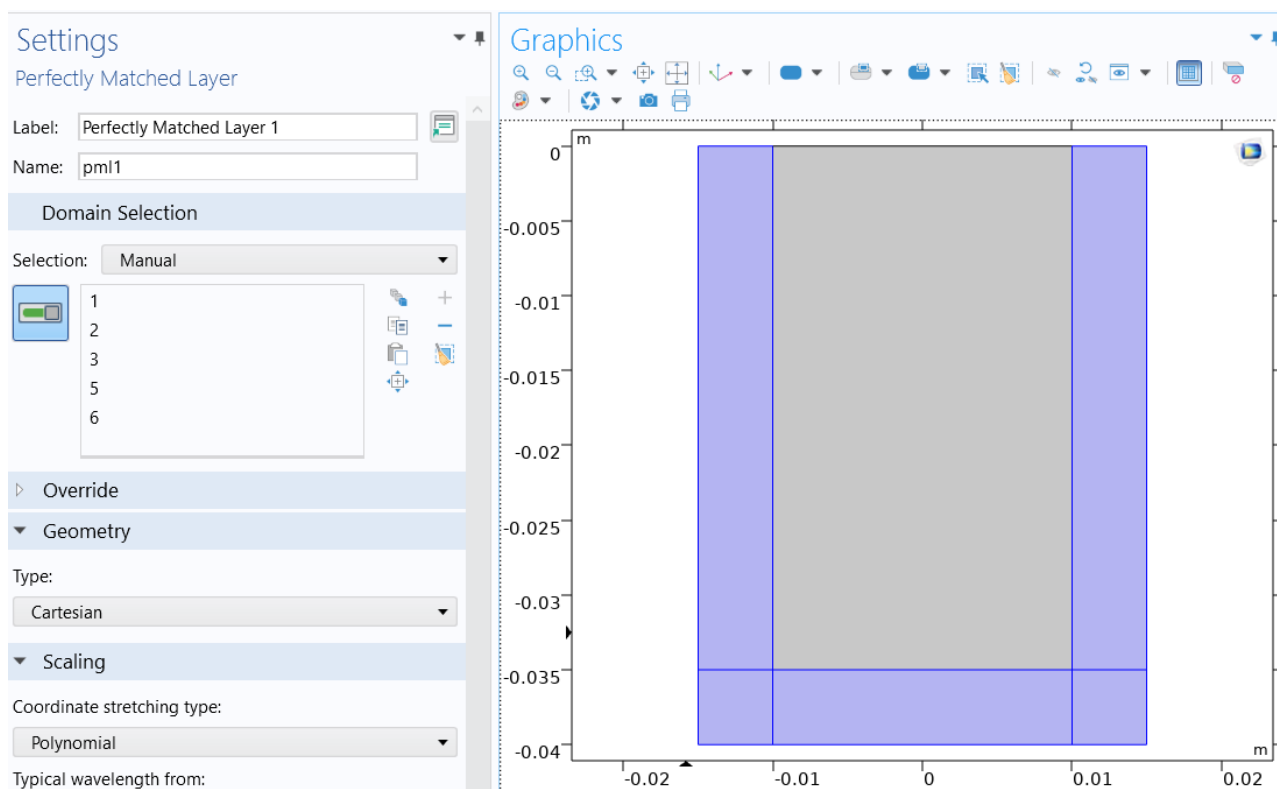 Settings
Perfectly Matched Layer
Label: Perfectly Matched Layer 1
Name: pml1
Domain Selection
Selection: Manual
1
2
3
5
6
Override
Geometry
Type:
Cartesian
Scaling
Coordinate stretching type:
Polynomial
Typical wavelength from:
Graphics
m
0
-0.005
-0.01
-0.015
-0.02
-0.025
-0.03
-0.035
-0.04
m
-0.02 -0.01 0 0.01 0.02